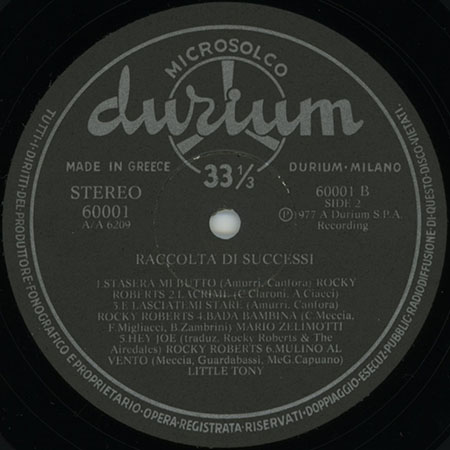 MICROSOLCO
durium
MADE IN GREECE
33 1/3
DURIUM · MILANO
STEREO
60001
A/A 6209
60001 B
SIDE 2
Ⓟ 1977 A Durium S.P.A.
Recording
RACCOLTA DI SUCCESSI
1.STASERA MI BUTTO (Amurri, Canfora) ROCKY
ROBERTS 2.LACRIME (C.Claroni, A Ciacci)
3.E LASCIATEMI STARE (Amurri, Canfora)
ROCKY ROBERTS 4.BADA BAMBINA (C.Meccia,
F.Migliacci, B.Zambrini) MARIO ZELIMOTTI
5.HEY JOE (traduz. Rocky Roberts & The
Airedales) ROCKY ROBERTS 6.MULINO AL
VENTO (Meccia, Guardabassi, McG.Capuano)
LITTLE TONY
TUTTI I DIRITTI DEL PRODUTTORE FONOGRAFICO E PROPRIETARIO OPERA REGISTRATA RISERVATI · DOPPIAGGIO ESECUZ. PUBBLIC. RADIODIFFUSIONE DI QUESTO DISCO VIETATI.